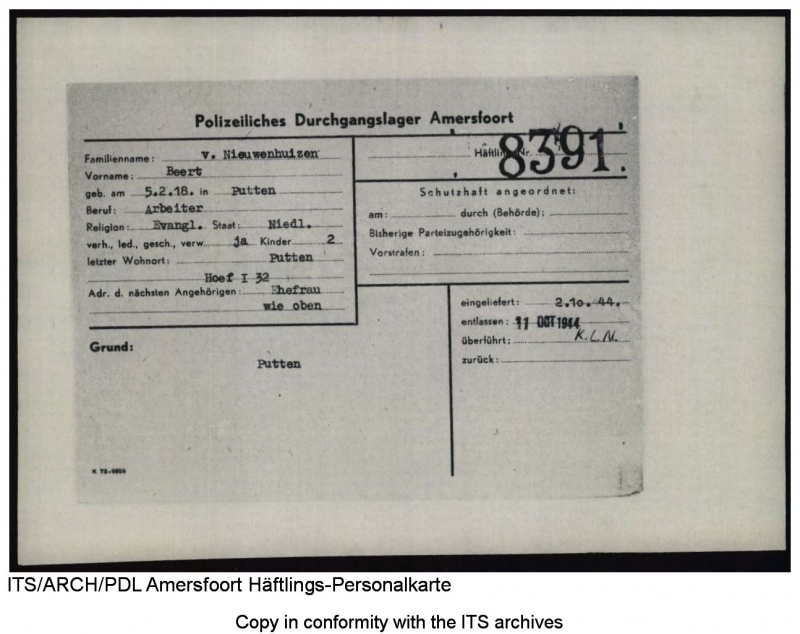 Polizeiliches Durchgangslager Amersfoort
Familienname: v. Nieuwenhuizen
Vorname: Beert
geb. am 5.2.18. in Putten
Beruf: Arbeiter
Religion: Evangl. Staat: Niedl.
verh., led., gesch., verw. ja Kinder 2
letzter Wohnort: Putten
Hoef I 32
Adr. d. nächsten Angehörigen: Ehefrau
wie oben
Häftling Nr. 8391.
Schutzhaft angeordnet:
am: durch (Behörde):
Bisherige Parteizugehörigkeit:
Vorstrafen:
eingeliefert: 2.10.44.
entlassen: 11 OCT 1944
überführt: K.L.N.
zurück:
Grund:
Putten
ITS/ARCH/PDL Amersfoort Häftlings-Personalkarte
Copy in conformity with the ITS archives